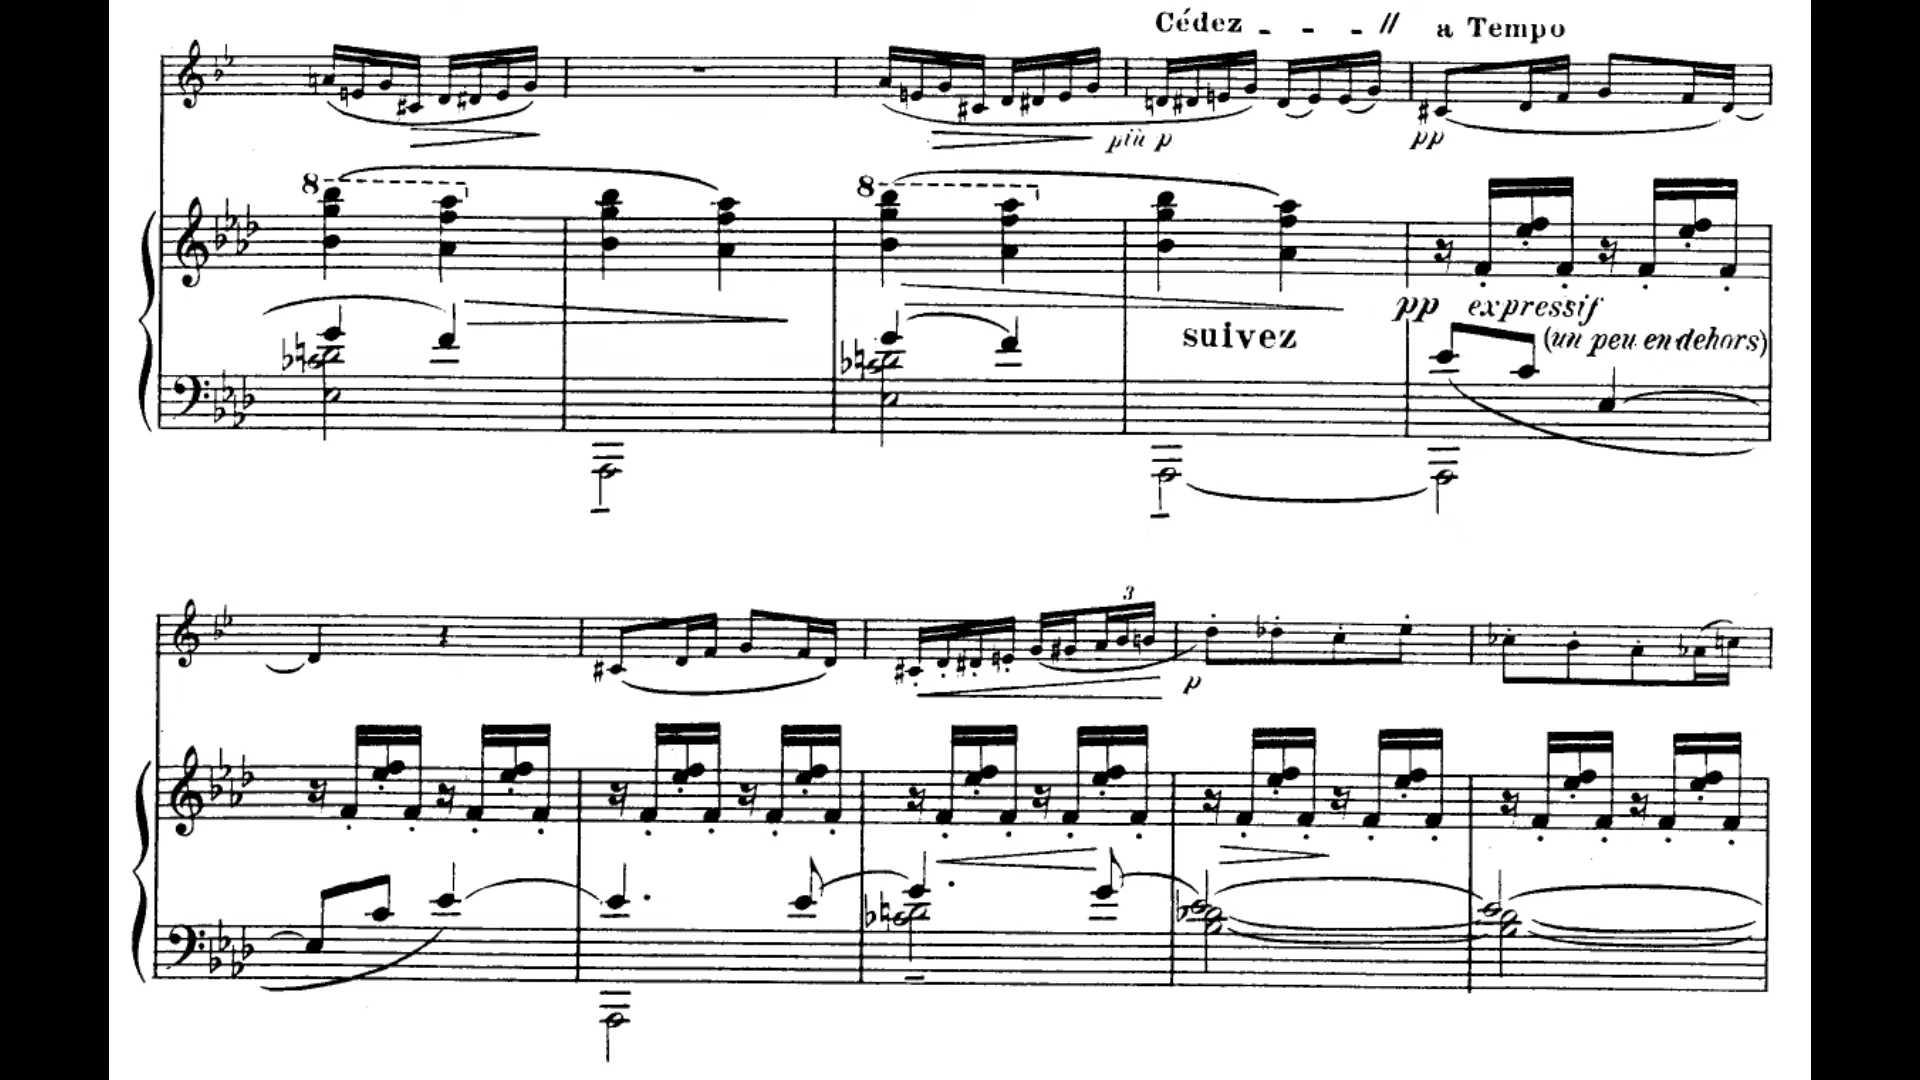 Cédez - - - // a Tempo
più p
pp
8
8
pp expressif
suivez
(un peu en dehors)
3
p